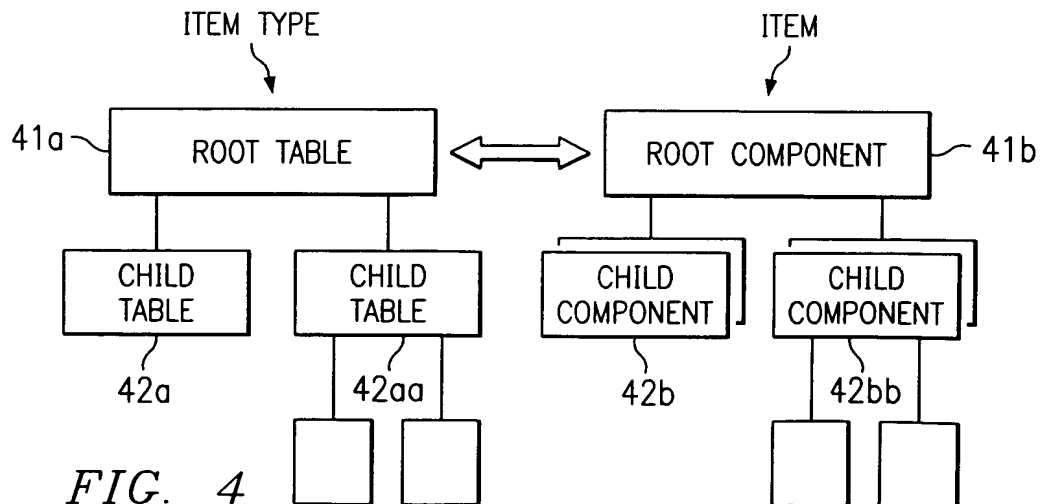 ITEM TYPE
ITEM
41a
ROOT TABLE
ROOT COMPONENT
41b
CHILD
TABLE
CHILD
TABLE
CHILD
COMPONENT
CHILD
COMPONENT
42a
42aa
42b
42bb
FIG. 4